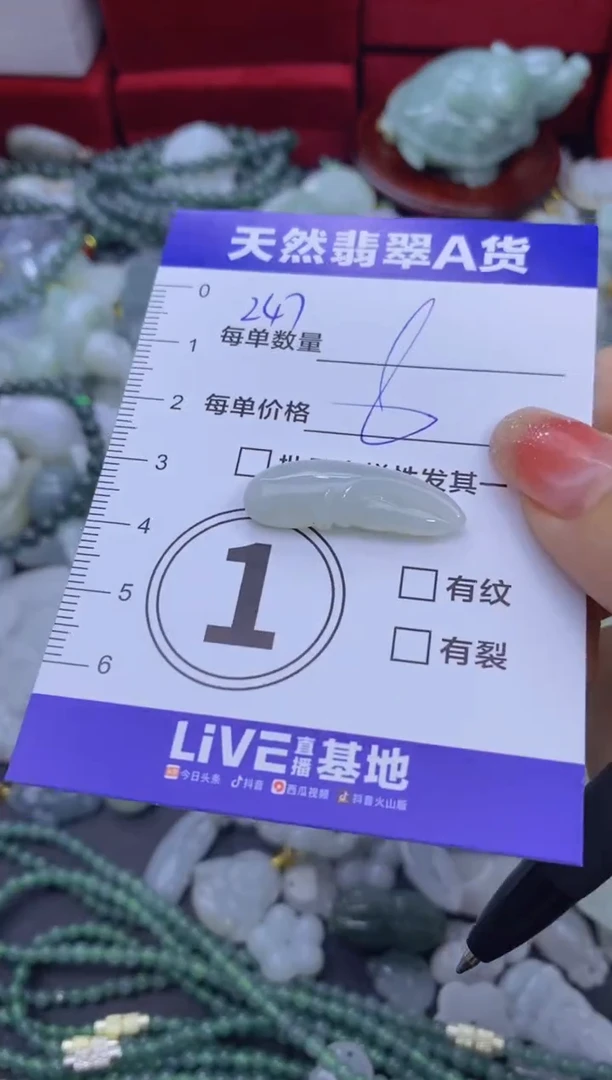 天然翡翠A货
0
247
1 每单数量
6
2 每单价格
3
发其一
4
1
5 有纹
有裂
6
LiVE直播基地
今日头条 抖音 西瓜视频 抖音火山版